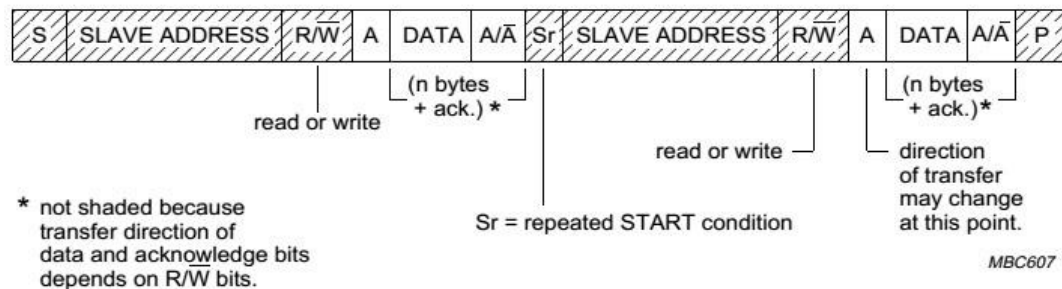 S SLAVE ADDRESS R/W̅ A DATA A/A̅ Sr SLAVE ADDRESS R/W̅ A DATA A/A̅ P
(n bytes
+ ack.) *
(n bytes
+ ack.) *
read or write
read or write
direction
of transfer
may change
at this point.
Sr = repeated START condition
* not shaded because
transfer direction of
data and acknowledge bits
depends on R/W̅ bits.
MBC607